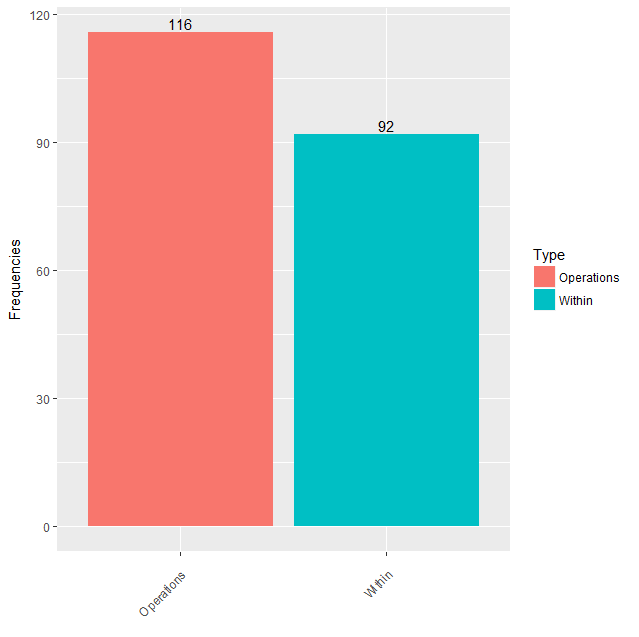 120
116
92
90
60
30
0
Frequencies
Operations
Within
Type
Operations
Within